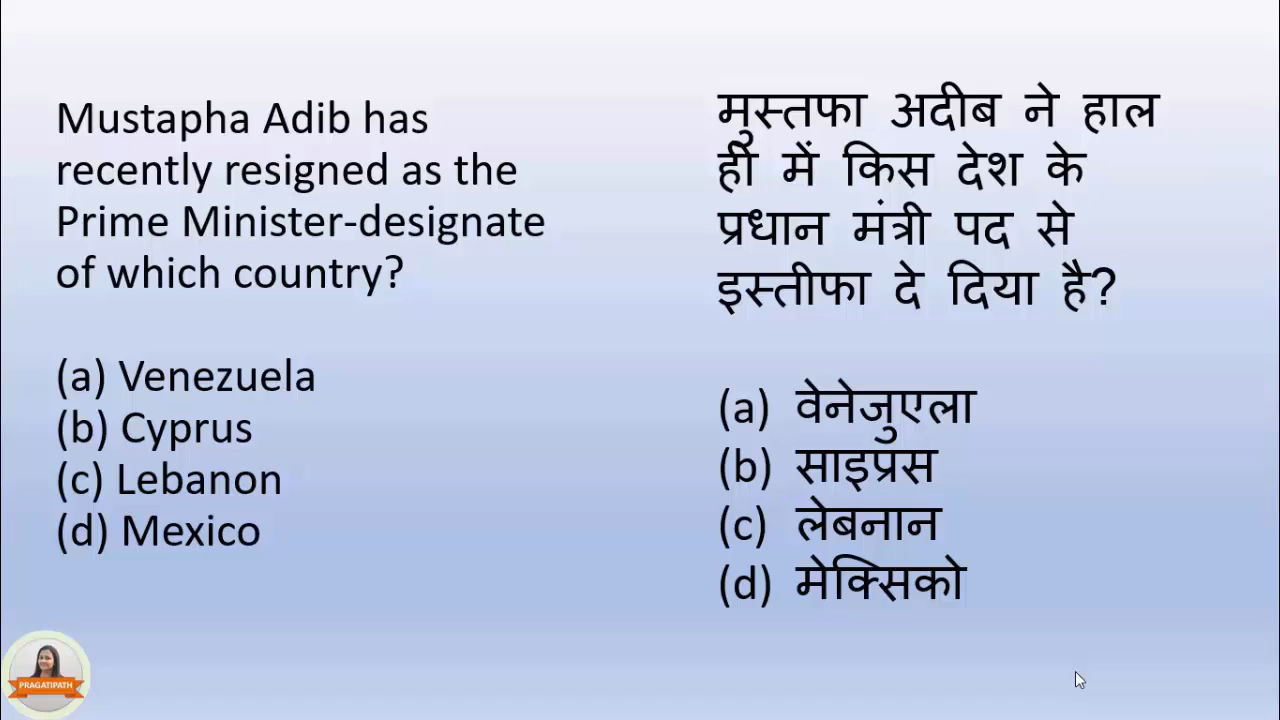 Mustapha Adib has
recently resigned as the
Prime Minister-designate
of which country?
(a) Venezuela
(b) Cyprus
(c) Lebanon
(d) Mexico
मुस्तफा अदीब ने हाल
ही में किस देश के
प्रधान मंत्री पद से
इस्तीफा दे दिया है?
(a) वेनेजुएला
(b) साइप्रस
(c) लेबनान
(d) मेक्सिको
PRAGATIPATH